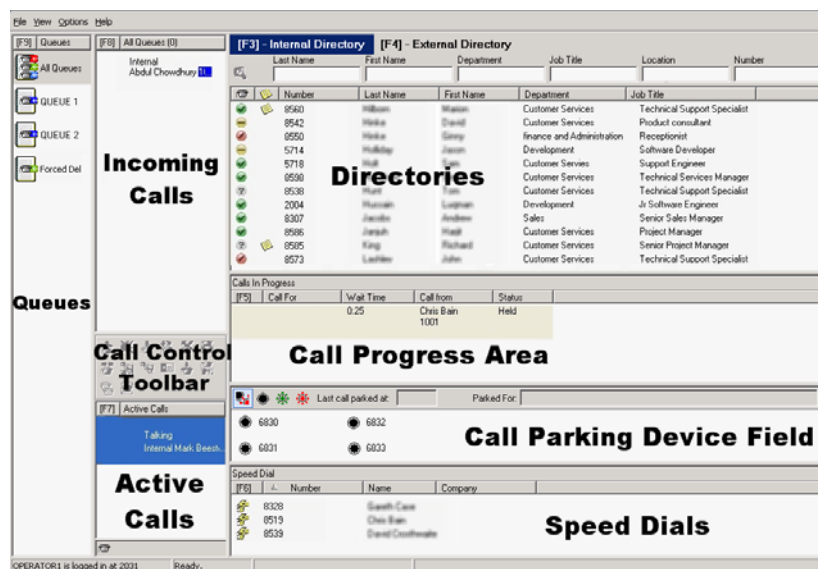 File View Options Help
[F9] Queues
All Queues
QUEUE 1
QUEUE 2
Forced Del
Queues
[F8] All Queues (0)
Internal
Abdul Chowdhury
Incoming
Calls
Call Control
Toolbar
[F7] Active Calls
Talking
Internal Mark Beesh..
Active
Calls
[F3] - Internal Directory [F4] - External Directory
Last Name First Name Department Job Title Location Number
Number Last Name First Name Department Job Title
8560 Customer Services Technical Support Specialist
8542 Customer Services Product consultant
8550 finance and Administration Receptionist
5714 Development Software Developer
5718 Customer Servies Support Engineer
8590 Customer Services Technical Services Manager
8538 Customer Services Technical Support Specialist
2004 Development Jr Software Engineer
8307 Sales Senior Sales Manager
8586 Customer Services Project Manager
8585 King Richard Customer Services Senior Project Manager
8573 Customer Services Technical Support Specialist
Directories
Calls In Progress
[F5] Call For Wait Time Call from Status
0:25 Chris Bain Held
1001
Call Progress Area
Last call parked at: Parked For:
6830 6832
6831 6833
Call Parking Device Field
Speed Dial
[F6] Number Name Company
8328
8519
8539
Speed Dials
OPERATOR1 is logged in at 2031 Ready.